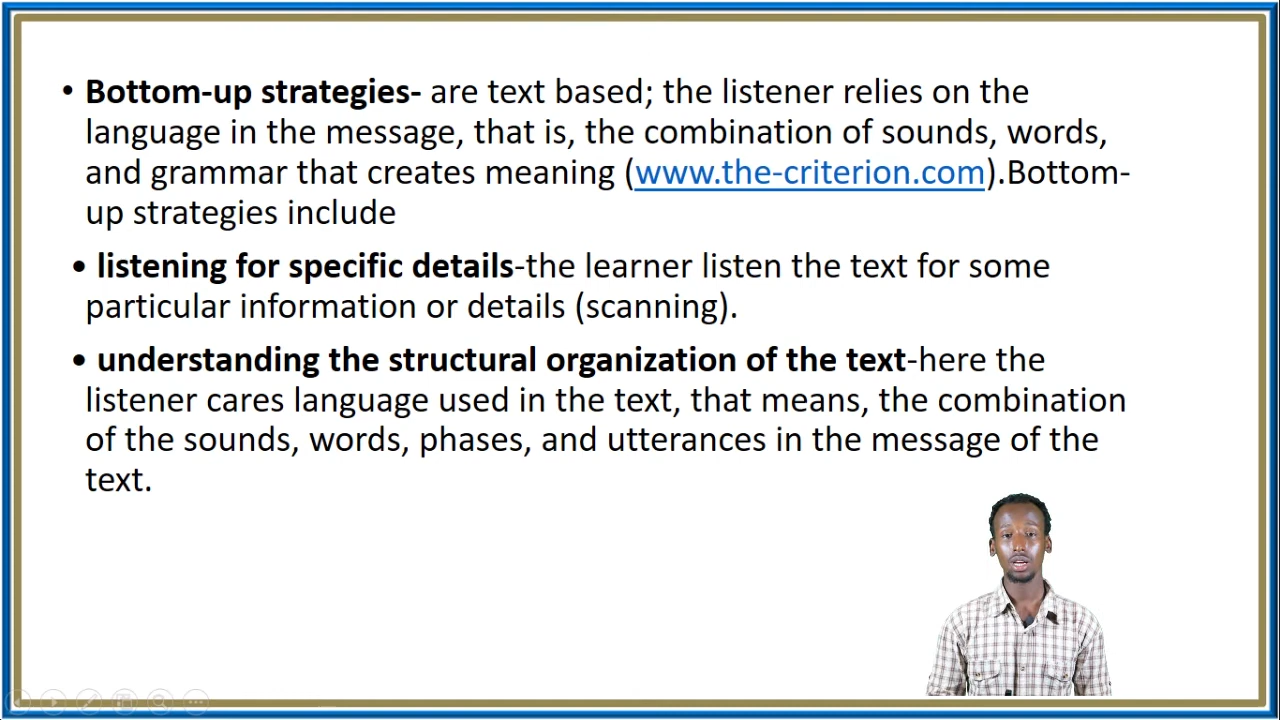 • Bottom-up strategies- are text based; the listener relies on the
language in the message, that is, the combination of sounds, words,
and grammar that creates meaning (www.the-criterion.com).Bottom-
up strategies include
• listening for specific details-the learner listen the text for some
particular information or details (scanning).
• understanding the structural organization of the text-here the
listener cares language used in the text, that means, the combination
of the sounds, words, phases, and utterances in the message of the
text.